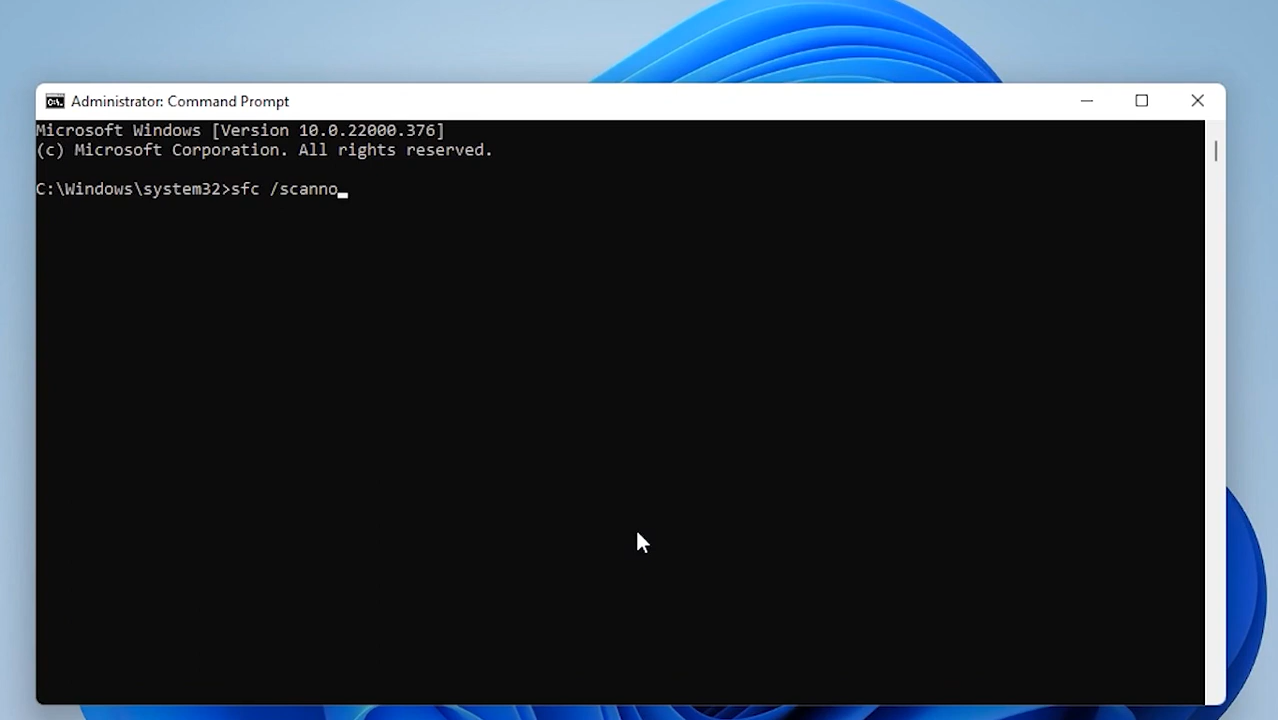 Administrator: Command Prompt
Microsoft Windows [Version 10.0.22000.376]
(c) Microsoft Corporation. All rights reserved.
C:\Windows\system32>sfc /scanno